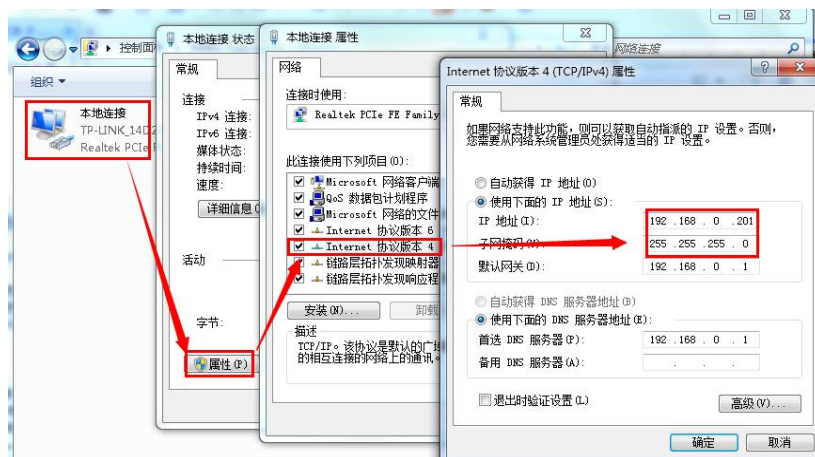 控制面
网络连接
组织
本地连接
TP-LINK_14D2
Realtek PCIe
本地连接 状态
常规
连接
IPv4 连接:
IPv6 连接:
媒体状态:
持续时间:
速度:
详细信息
活动
字节:
属性(P)
本地连接 属性
网络
连接时使用:
Realtek PCIe FE Family
此连接使用下列项目(O):
Microsoft 网络客户端
QoS 数据包计划程序
Microsoft 网络的文件
Internet 协议版本 6
Internet 协议版本 4
链路层拓扑发现映射器
链路层拓扑发现响应程
安装(N)...
卸载
描述
TCP/IP。该协议是默认的广域
的相互连接的网络上的通讯。
Internet 协议版本 4 (TCP/IPv4) 属性
常规
如果网络支持此功能，则可以获取自动指派的 IP 设置。否则，
您需要从网络系统管理员处获得适当的 IP 设置。
自动获得 IP 地址(O)
使用下面的 IP 地址(S):
IP 地址(I): 192 .168 . 0 .201
子网掩码(U): 255 .255 .255 . 0
默认网关(D): 192 .168 . 0 . 1
自动获得 DNS 服务器地址(B)
使用下面的 DNS 服务器地址(E):
首选 DNS 服务器(P): 192 .168 . 0 . 1
备用 DNS 服务器(A): . . .
退出时验证设置(L)
高级(V)...
确定
取消